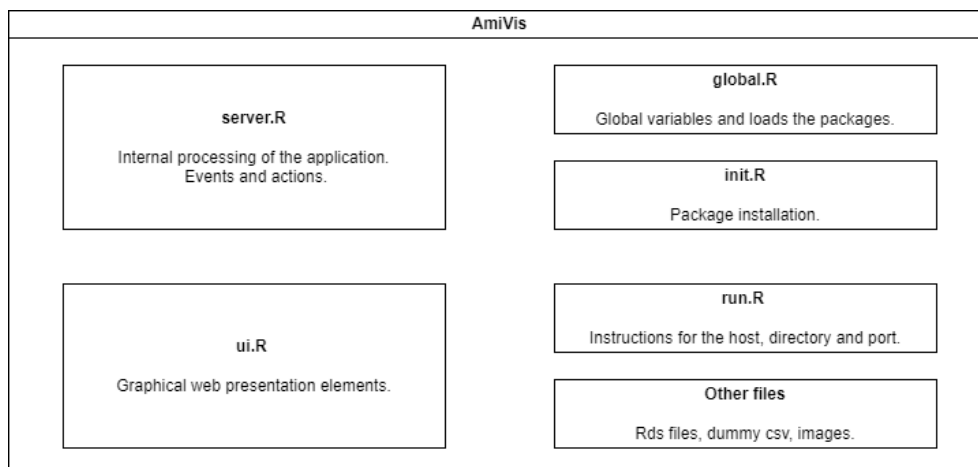 AmiVis
server.R
Internal processing of the application.
Events and actions.
global.R
Global variables and loads the packages.
init.R
Package installation.
ui.R
Graphical web presentation elements.
run.R
Instructions for the host, directory and port.
Other files
Rds files, dummy csv, images.